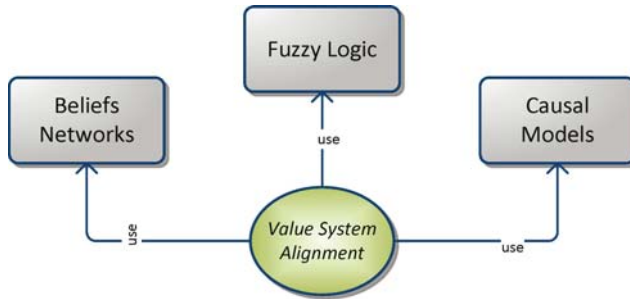 Fuzzy Logic
Beliefs
Networks
Causal
Models
use
use
use
Value System
Alignment